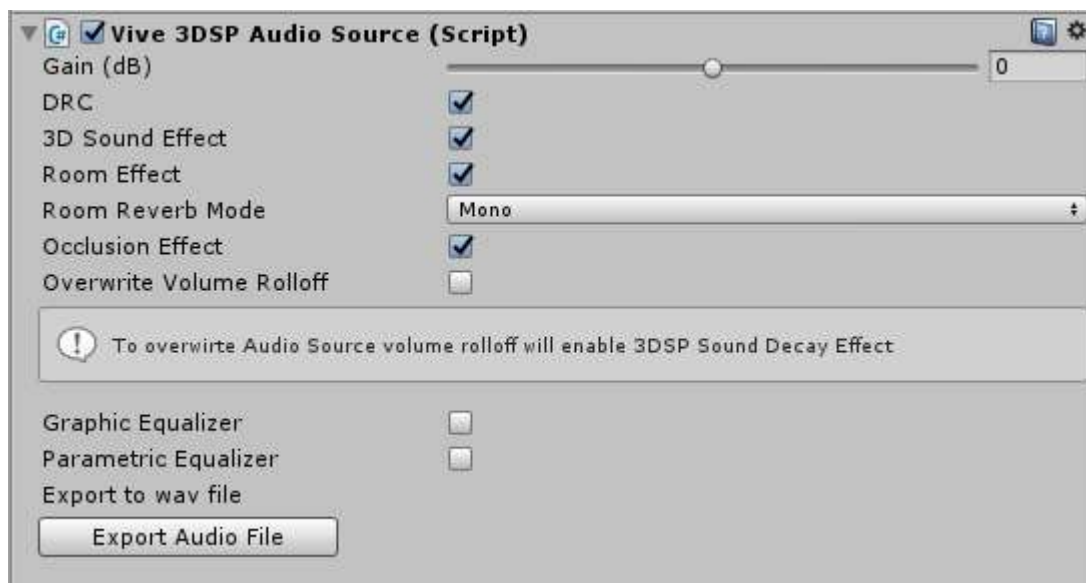 Vive 3DSP Audio Source (Script)
Gain (dB) 0
DRC
3D Sound Effect
Room Effect
Room Reverb Mode Mono
Occlusion Effect
Overwrite Volume Rolloff
To overwirte Audio Source volume rolloff will enable 3DSP Sound Decay Effect
Graphic Equalizer
Parametric Equalizer
Export to wav file
Export Audio File